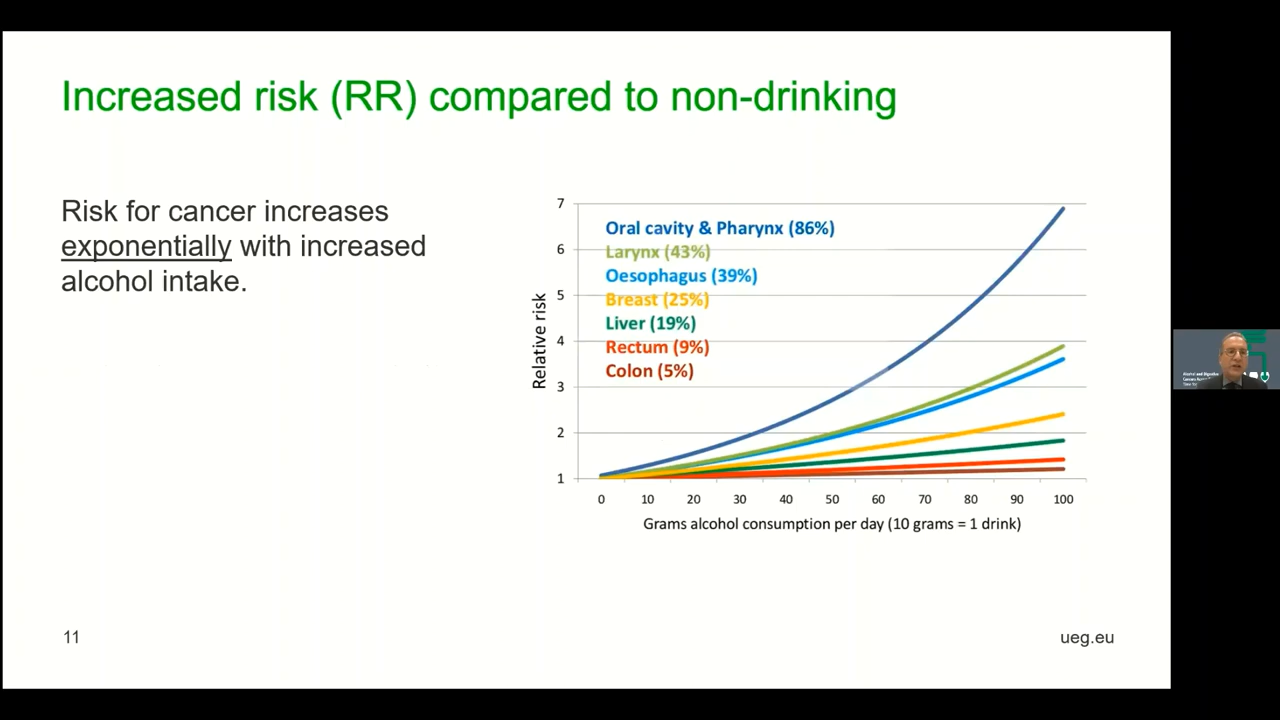 Increased risk (RR) compared to non-drinking
Risk for cancer increases
exponentially with increased
alcohol intake.
Relative risk
7
6
5
4
3
2
1
Oral cavity & Pharynx (86%)
Larynx (43%)
Oesophagus (39%)
Breast (25%)
Liver (19%)
Rectum (9%)
Colon (5%)
0 10 20 30 40 50 60 70 80 90 100
Grams alcohol consumption per day (10 grams = 1 drink)
11
ueg.eu